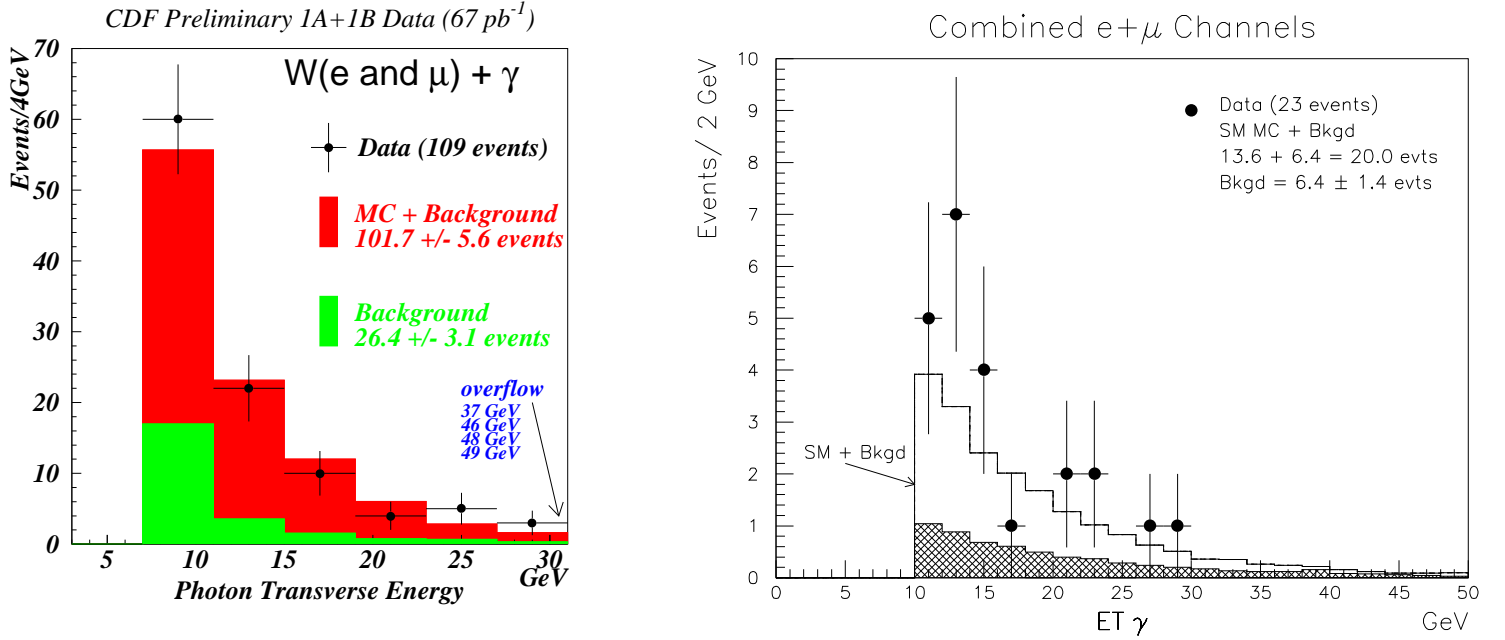 CDF Preliminary 1A+1B Data (67 pb⁻¹)
W(e and μ) + γ
Events/4GeV
70
60
50
40
30
20
10
0
Data (109 events)
MC + Background
101.7 +/- 5.6 events
Background
26.4 +/- 3.1 events
overflow
37 GeV
46 GeV
48 GeV
49 GeV
5 10 15 20 25 30
GeV
Photon Transverse Energy
Combined e+μ Channels
Events/ 2 GeV
10
9
8
7
6
5
4
3
2
1
0
Data (23 events)
SM MC + Bkgd
13.6 + 6.4 = 20.0 evts
Bkgd = 6.4 ± 1.4 evts
SM + Bkgd
0 5 10 15 20 25 30 35 40 45 50
ET γ
GeV